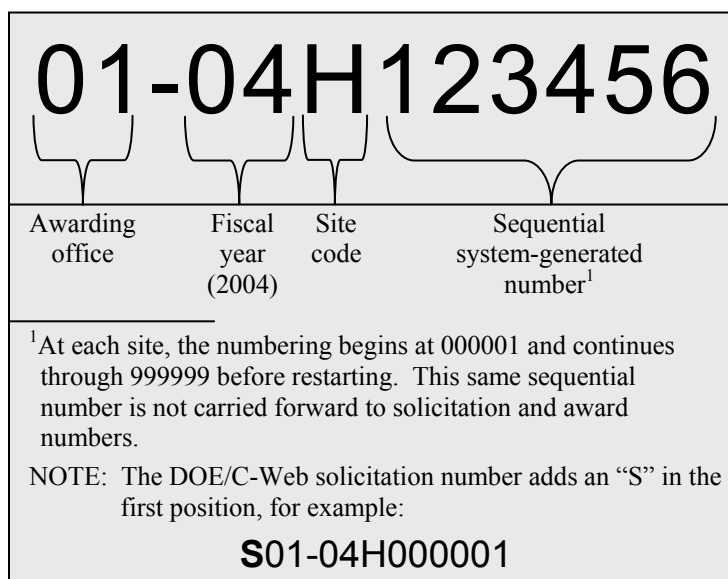 01-04H123456
Awarding office
Fiscal year (2004)
Site code
Sequential system-generated number¹
¹At each site, the numbering begins at 000001 and continues
through 999999 before restarting. This same sequential
number is not carried forward to solicitation and award
numbers.
NOTE: The DOE/C-Web solicitation number adds an “S” in the
first position, for example:
S01-04H000001